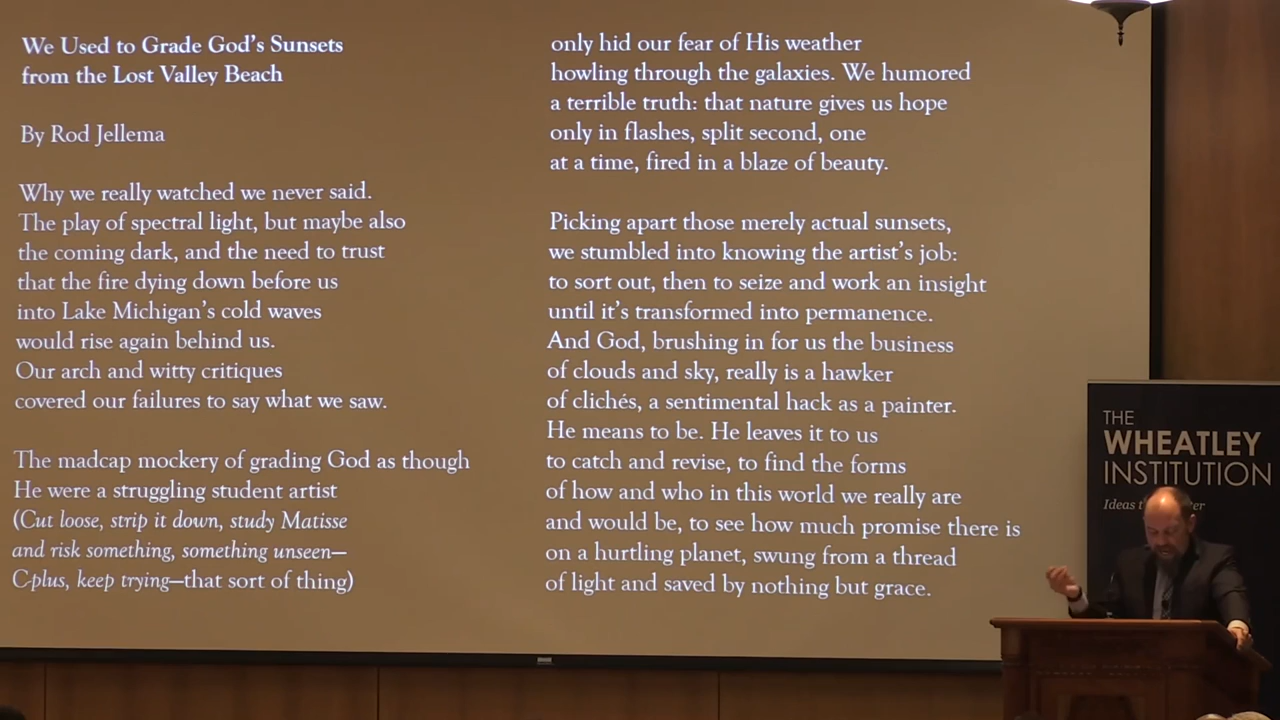 We Used to Grade God's Sunsets
from the Lost Valley Beach
By Rod Jellema
Why we really watched we never said.
The play of spectral light, but maybe also
the coming dark, and the need to trust
that the fire dying down before us
into Lake Michigan's cold waves
would rise again behind us.
Our arch and witty critiques
covered our failures to say what we saw.
The madcap mockery of grading God as though
He were a struggling student artist
(Cut loose, strip it down, study Matisse
and risk something, something unseen—
C-plus, keep trying—that sort of thing)
only hid our fear of His weather
howling through the galaxies. We humored
a terrible truth: that nature gives us hope
only in flashes, split second, one
at a time, fired in a blaze of beauty.
Picking apart those merely actual sunsets,
we stumbled into knowing the artist's job:
to sort out, then to seize and work an insight
until it's transformed into permanence.
And God, brushing in for us the business
of clouds and sky, really is a hawker
of clichés, a sentimental hack as a painter.
He means to be. He leaves it to us
to catch and revise, to find the forms
of how and who in this world we really are
and would be, to see how much promise there is
on a hurtling planet, swung from a thread
of light and saved by nothing but grace.
THE
WHEATLEY
INSTITUTION
Ideas